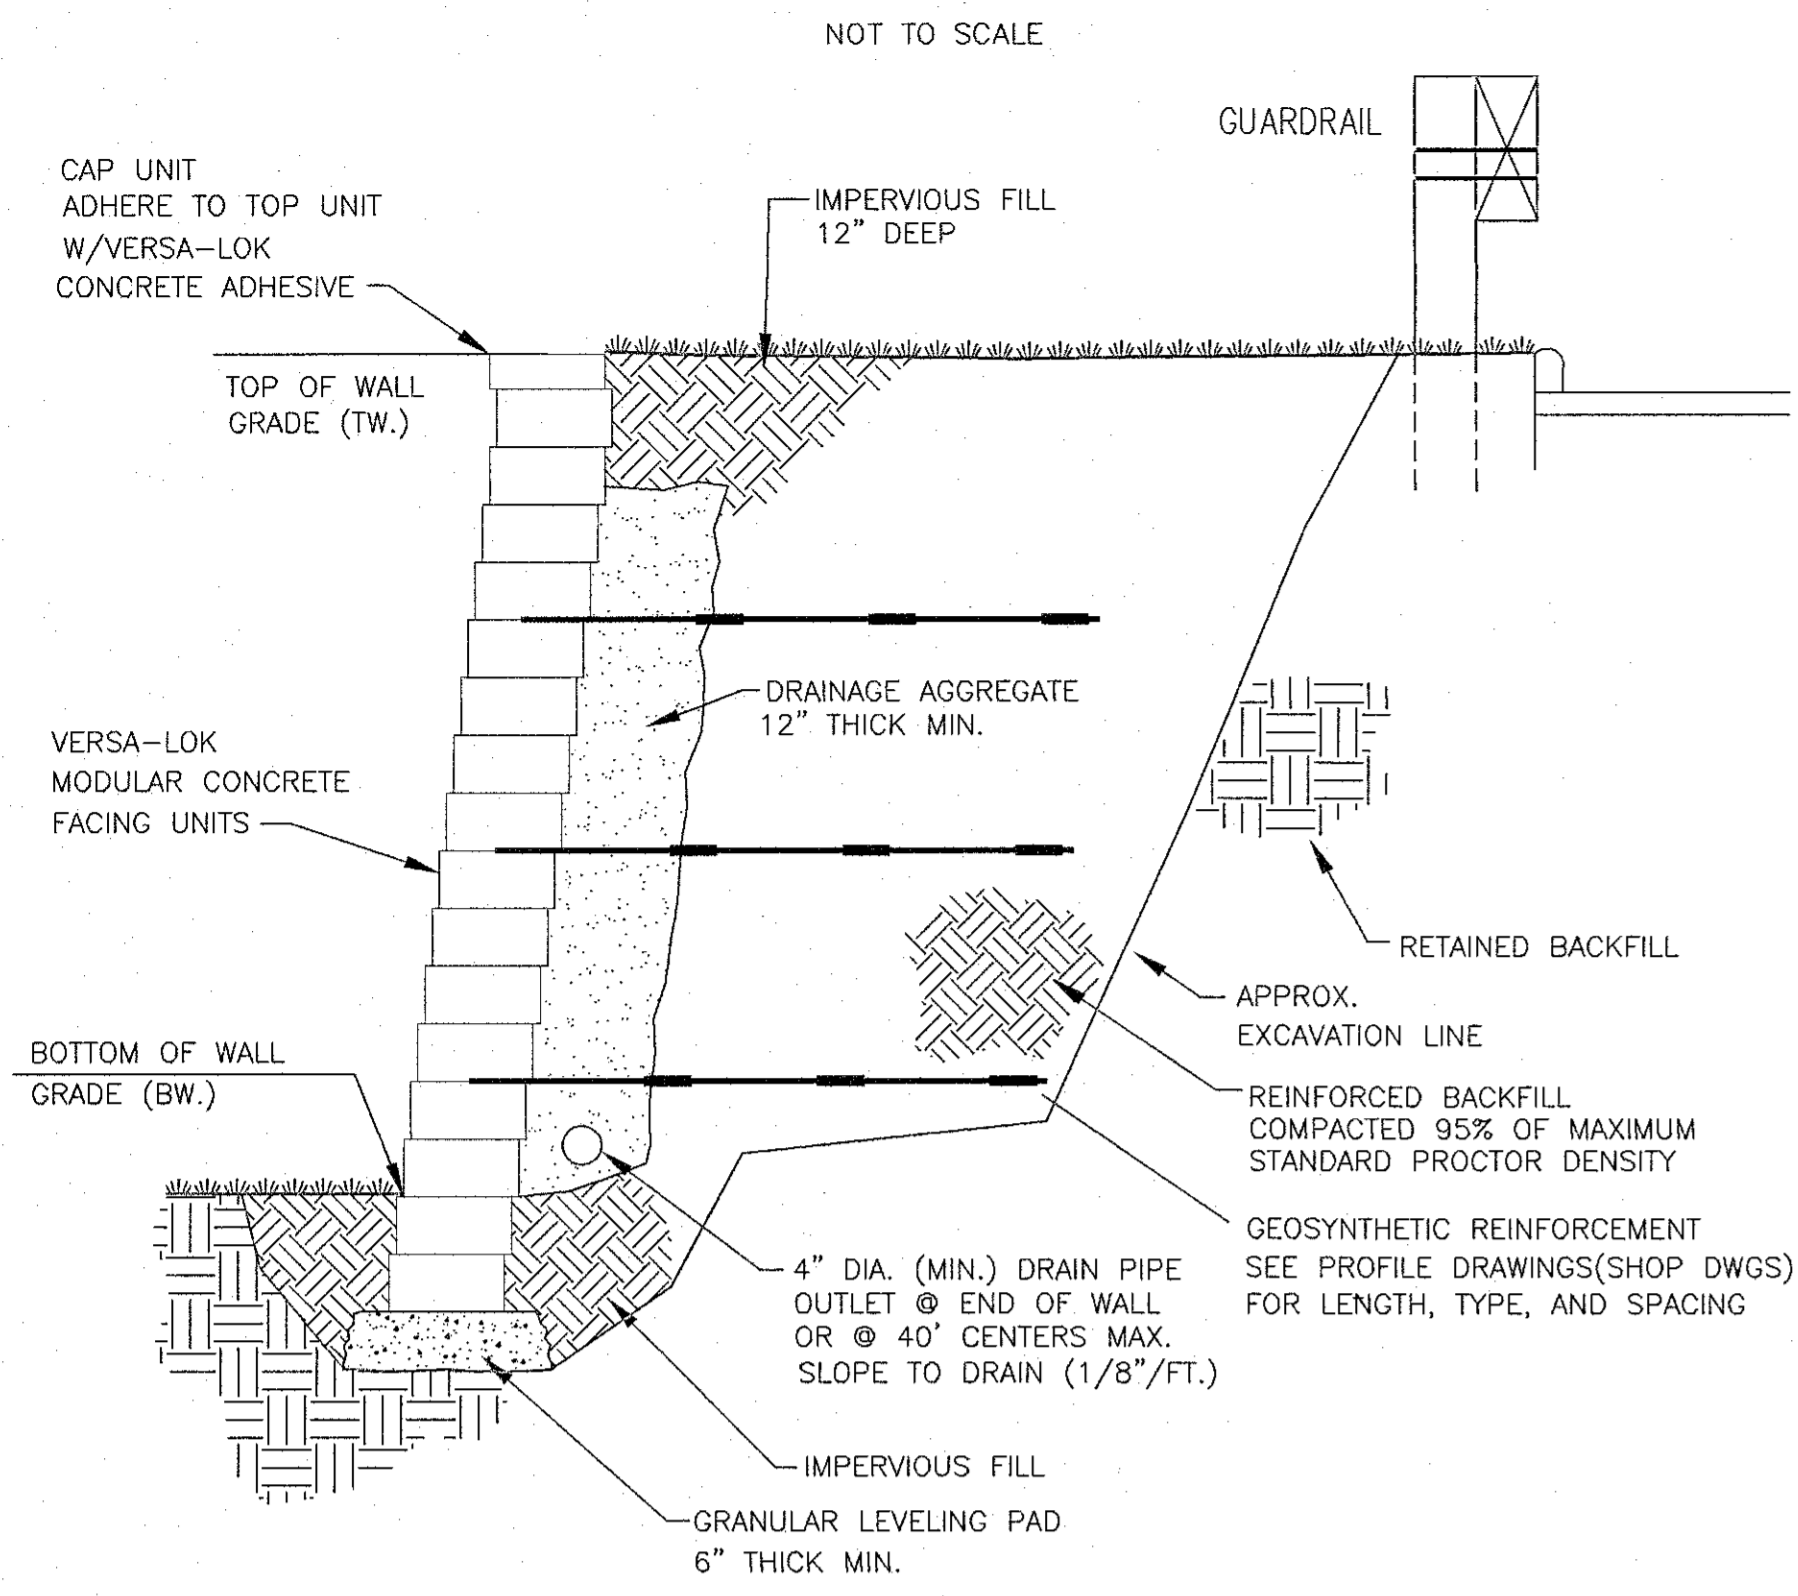 NOT TO SCALE
GUARDRAIL
CAP UNIT
ADHERE TO TOP UNIT
W/VERSA-LOK
CONCRETE ADHESIVE
IMPERVIOUS FILL
12" DEEP
TOP OF WALL
GRADE (TW.)
DRAINAGE AGGREGATE
12" THICK MIN.
VERSA-LOK
MODULAR CONCRETE
FACING UNITS
RETAINED BACKFILL
APPROX.
EXCAVATION LINE
BOTTOM OF WALL
GRADE (BW.)
REINFORCED BACKFILL
COMPACTED 95% OF MAXIMUM
STANDARD PROCTOR DENSITY
GEOSYNTHETIC REINFORCEMENT
SEE PROFILE DRAWINGS(SHOP DWGS)
FOR LENGTH, TYPE, AND SPACING
4" DIA. (MIN.) DRAIN PIPE
OUTLET @ END OF WALL
OR @ 40' CENTERS MAX.
SLOPE TO DRAIN (1/8"/FT.)
IMPERVIOUS FILL
GRANULAR LEVELING PAD
6" THICK MIN.